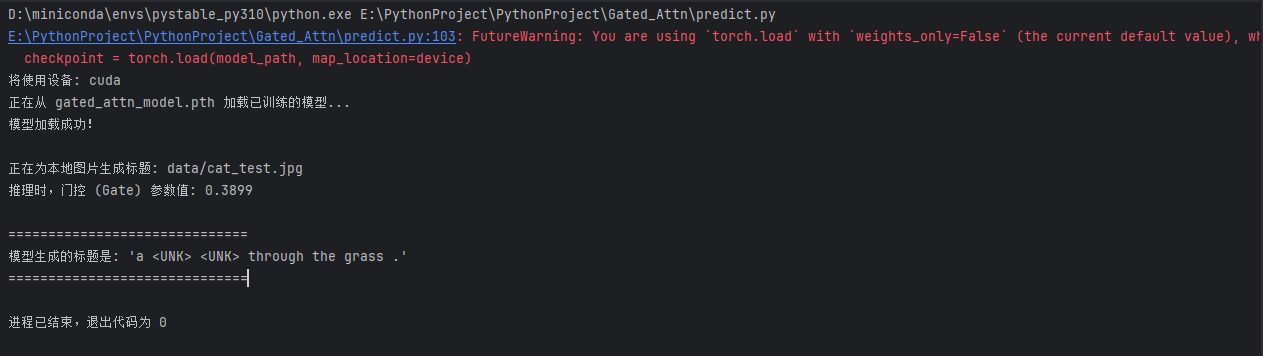 D:\miniconda\envs\pystable_py310\python.exe E:\PythonProject\PythonProject\Gated_Attn\predict.py
E:\PythonProject\PythonProject\Gated_Attn\predict.py:103: FutureWarning: You are using `torch.load` with `weights_only=False` (the current default value), wh
checkpoint = torch.load(model_path, map_location=device)
将使用设备: cuda
正在从 gated_attn_model.pth 加载已训练的模型...
模型加载成功!
正在为本地图片生成标题: data/cat_test.jpg
推理时，门控 (Gate) 参数值: 0.3899
==============================
模型生成的标题是: 'a <UNK> <UNK> through the grass .'
==============================
进程已结束，退出代码为 0